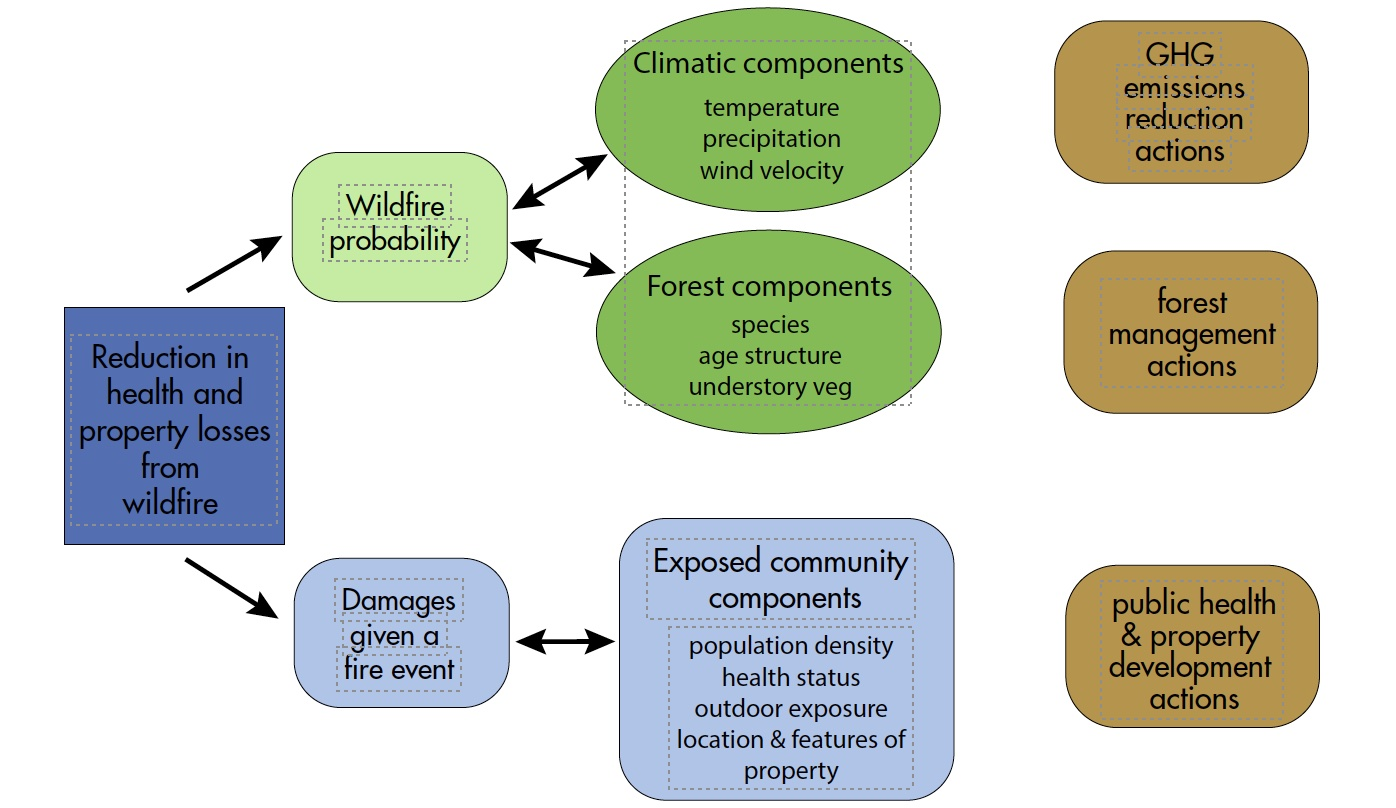 Climatic components
temperature
precipitation
wind velocity
GHG
emissions
reduction
actions
Wildfire
probability
Forest components
species
age structure
understory veg
forest
management
actions
Reduction in
health and
property losses
from
wildfire
Damages
given a
fire event
Exposed community
components
population density
health status
outdoor exposure
location & features of
property
public health
& property
development
actions